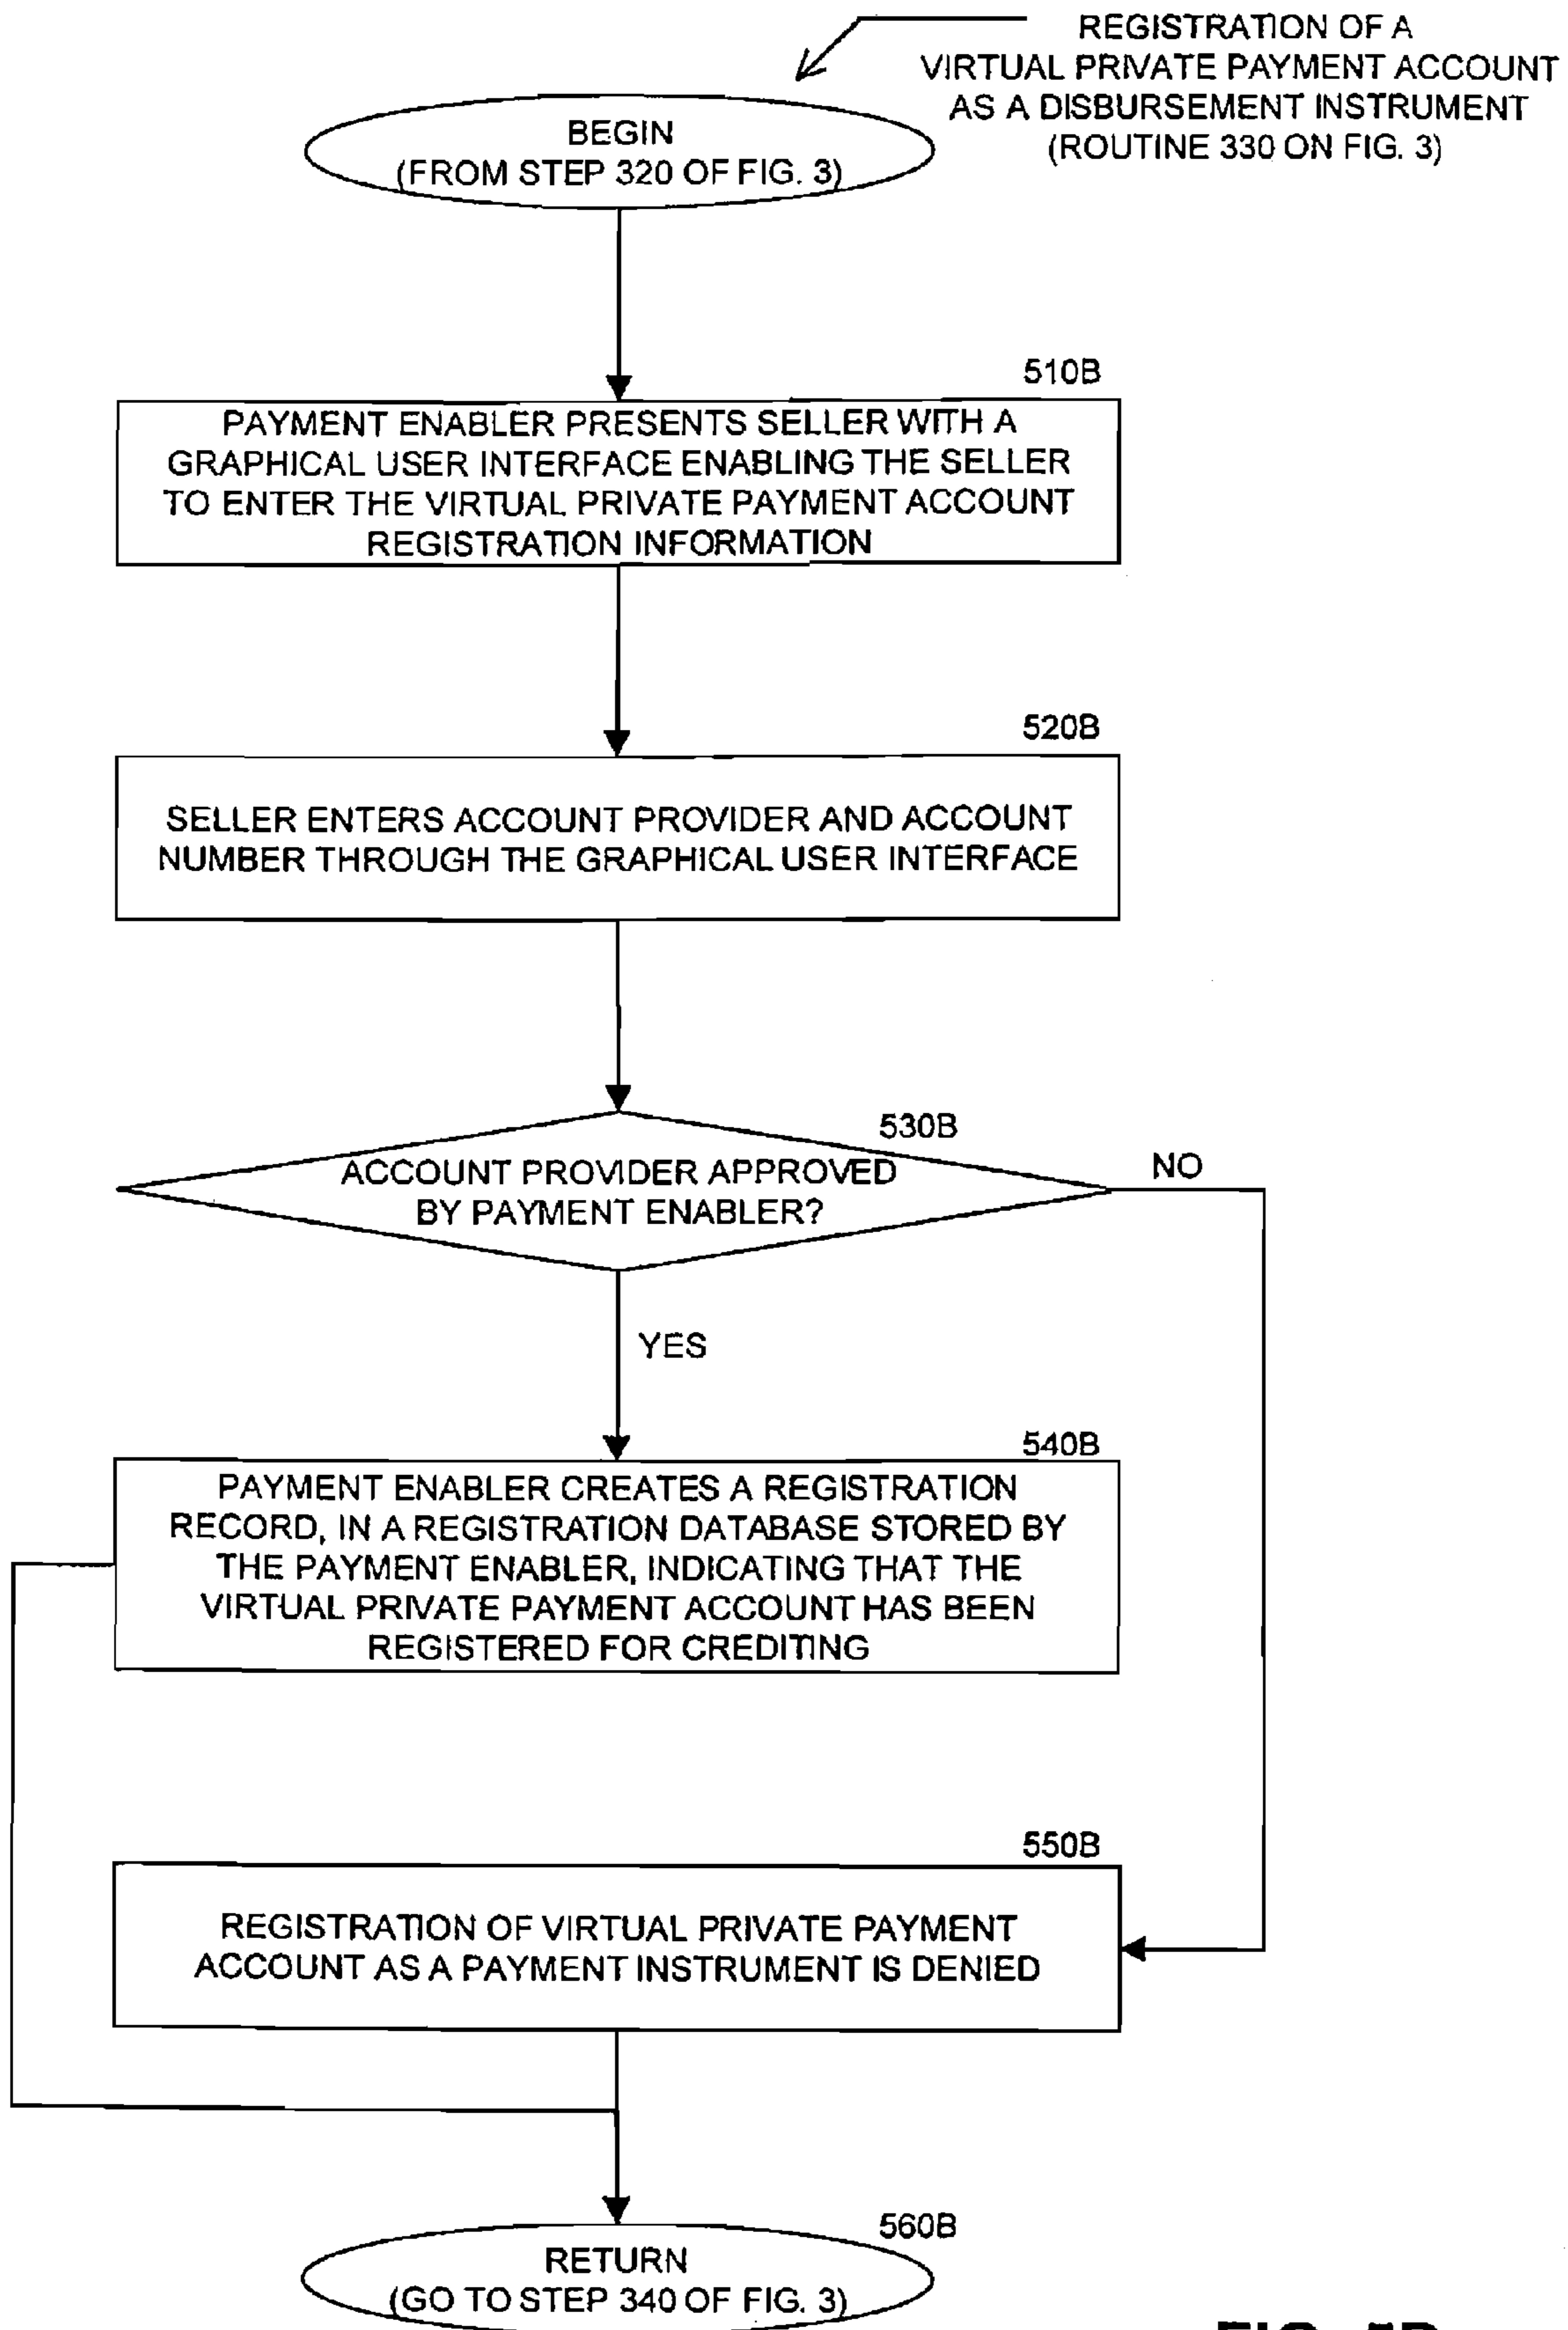 REGISTRATION OF A
VIRTUAL PRIVATE PAYMENT ACCOUNT
AS A DISBURSEMENT INSTRUMENT
(ROUTINE 330 ON FIG. 3)
BEGIN
(FROM STEP 320 OF FIG. 3)
510B
PAYMENT ENABLER PRESENTS SELLER WITH A
GRAPHICAL USER INTERFACE ENABLING THE SELLER
TO ENTER THE VIRTUAL PRIVATE PAYMENT ACCOUNT
REGISTRATION INFORMATION
520B
SELLER ENTERS ACCOUNT PROVIDER AND ACCOUNT
NUMBER THROUGH THE GRAPHICAL USER INTERFACE
530B
ACCOUNT PROVIDER APPROVED
BY PAYMENT ENABLER?
NO
YES
540B
PAYMENT ENABLER CREATES A REGISTRATION
RECORD, IN A REGISTRATION DATABASE STORED BY
THE PAYMENT ENABLER, INDICATING THAT THE
VIRTUAL PRIVATE PAYMENT ACCOUNT HAS BEEN
REGISTERED FOR CREDITING
550B
REGISTRATION OF VIRTUAL PRIVATE PAYMENT
ACCOUNT AS A PAYMENT INSTRUMENT IS DENIED
560B
RETURN
(GO TO STEP 340 OF FIG. 3)